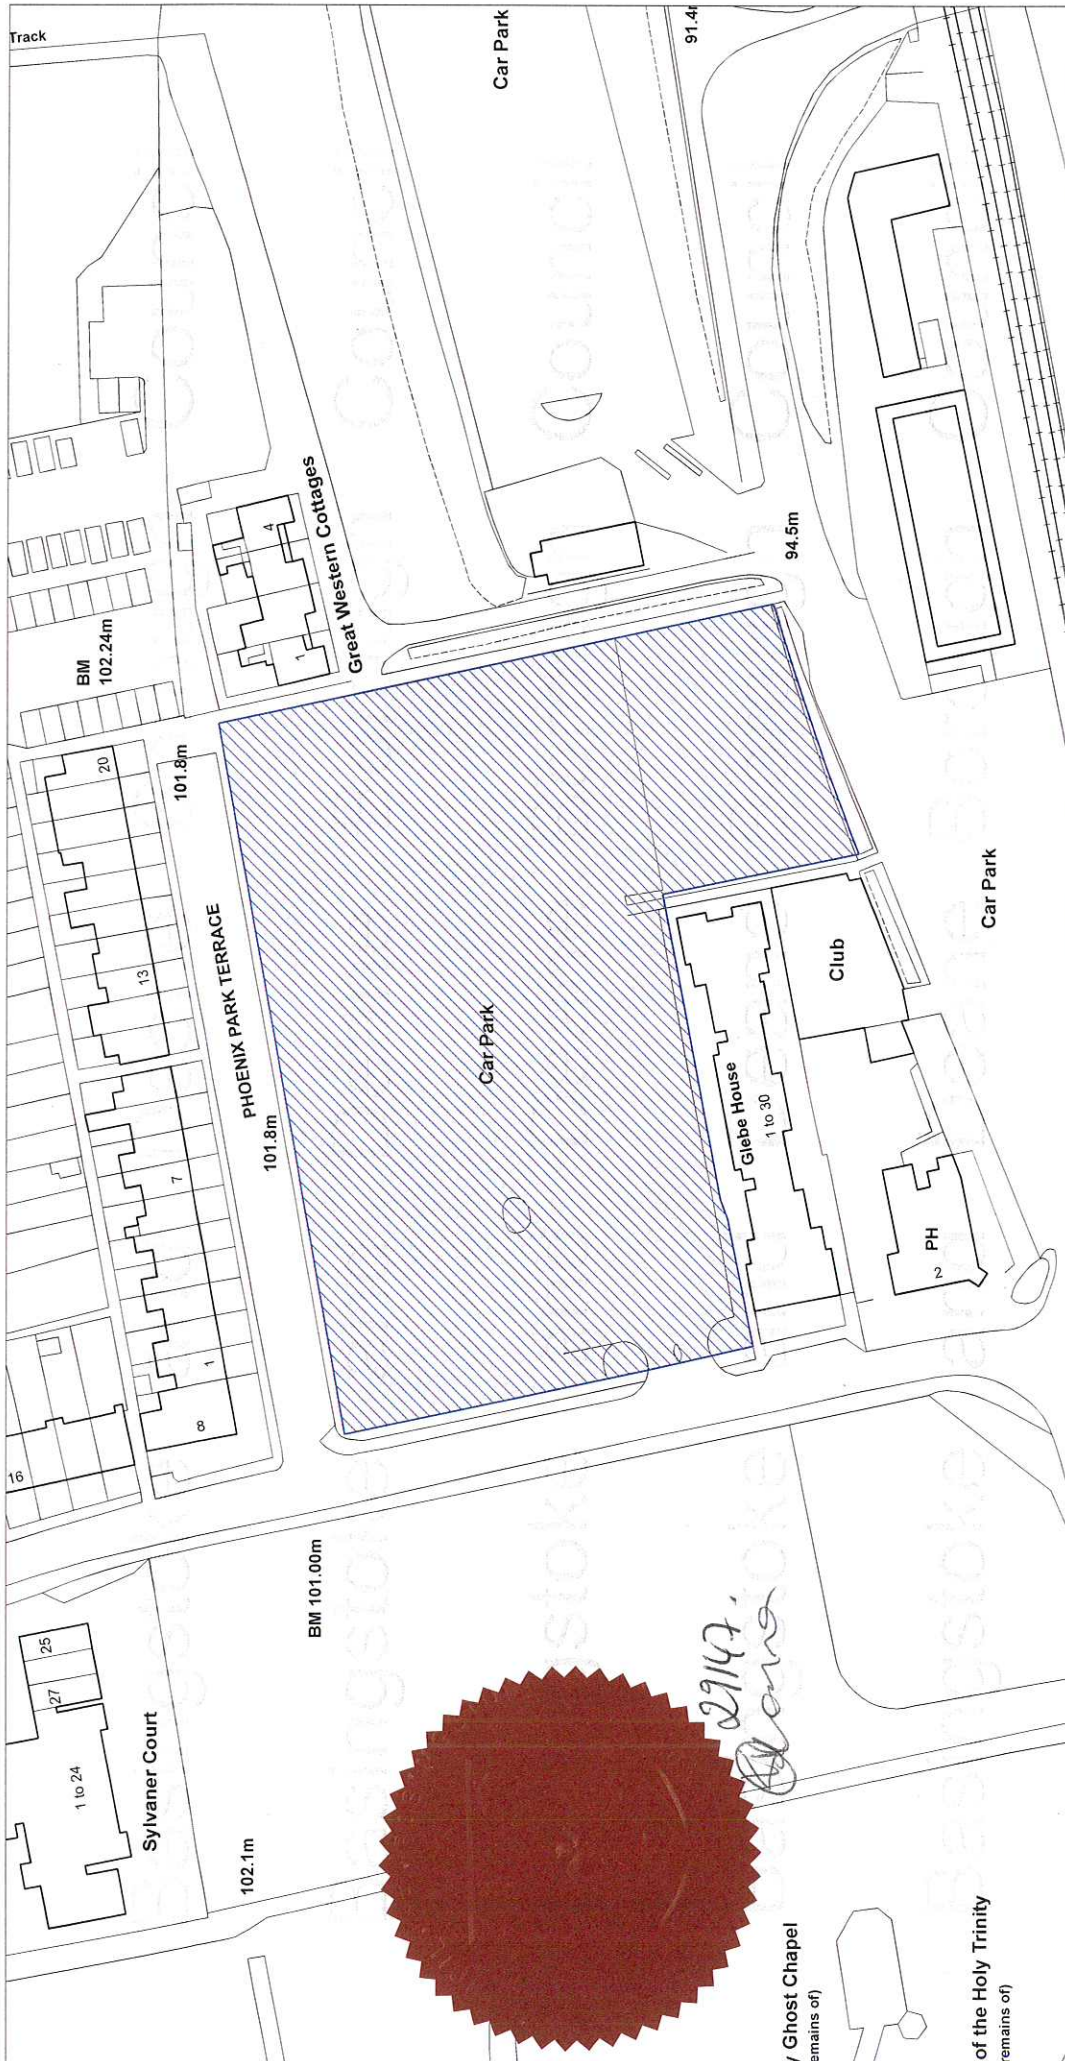 Track
Car Park
91.4
BM
102.24m
4
1
Great Western Cottages
94.5m
20
101.8m
13
PHOENIX PARK TERRACE
Car Park
Club
Car Park
7
101.8m
Glebe House
1 to 30
PH
2
1
8
16
BM 101.00m
25
27
1 to 24
Sylvaner Court
102.1m
29147.
Ghost Chapel
of the Holy Trinity
Basingstoke
Council